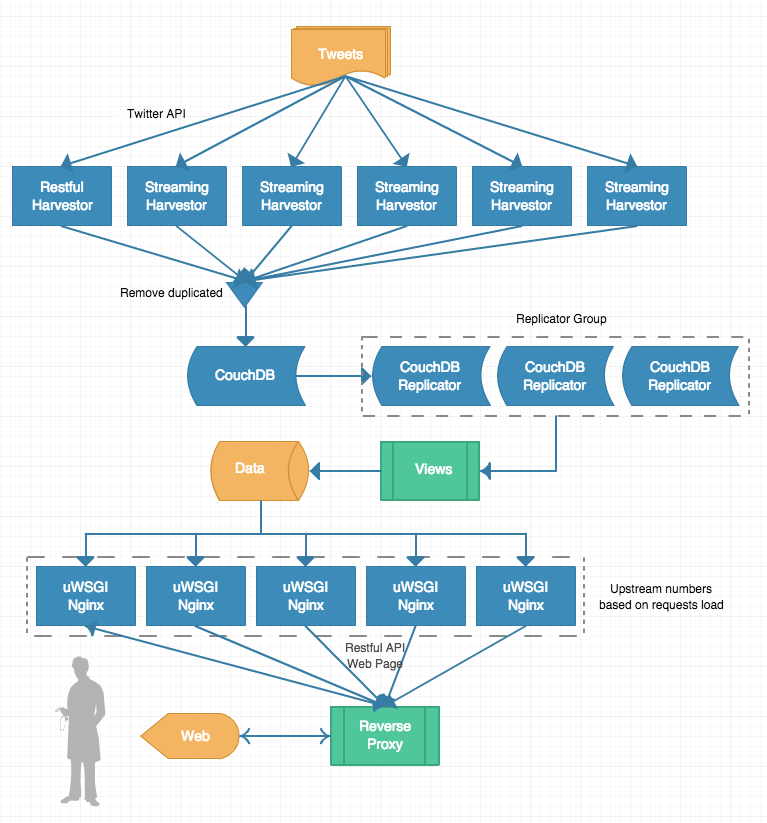 Tweets
Twitter API
Restful
Harvestor
Streaming
Harvestor
Streaming
Harvestor
Streaming
Harvestor
Streaming
Harvestor
Streaming
Harvestor
Remove duplicated
Replicator Group
CouchDB
CouchDB
Replicator
CouchDB
Replicator
CouchDB
Replicator
Data
Views
uWSGI
Nginx
uWSGI
Nginx
uWSGI
Nginx
uWSGI
Nginx
uWSGI
Nginx
Upstream numbers
based on requests load
Restful API
Web Page
Web
Reverse
Proxy